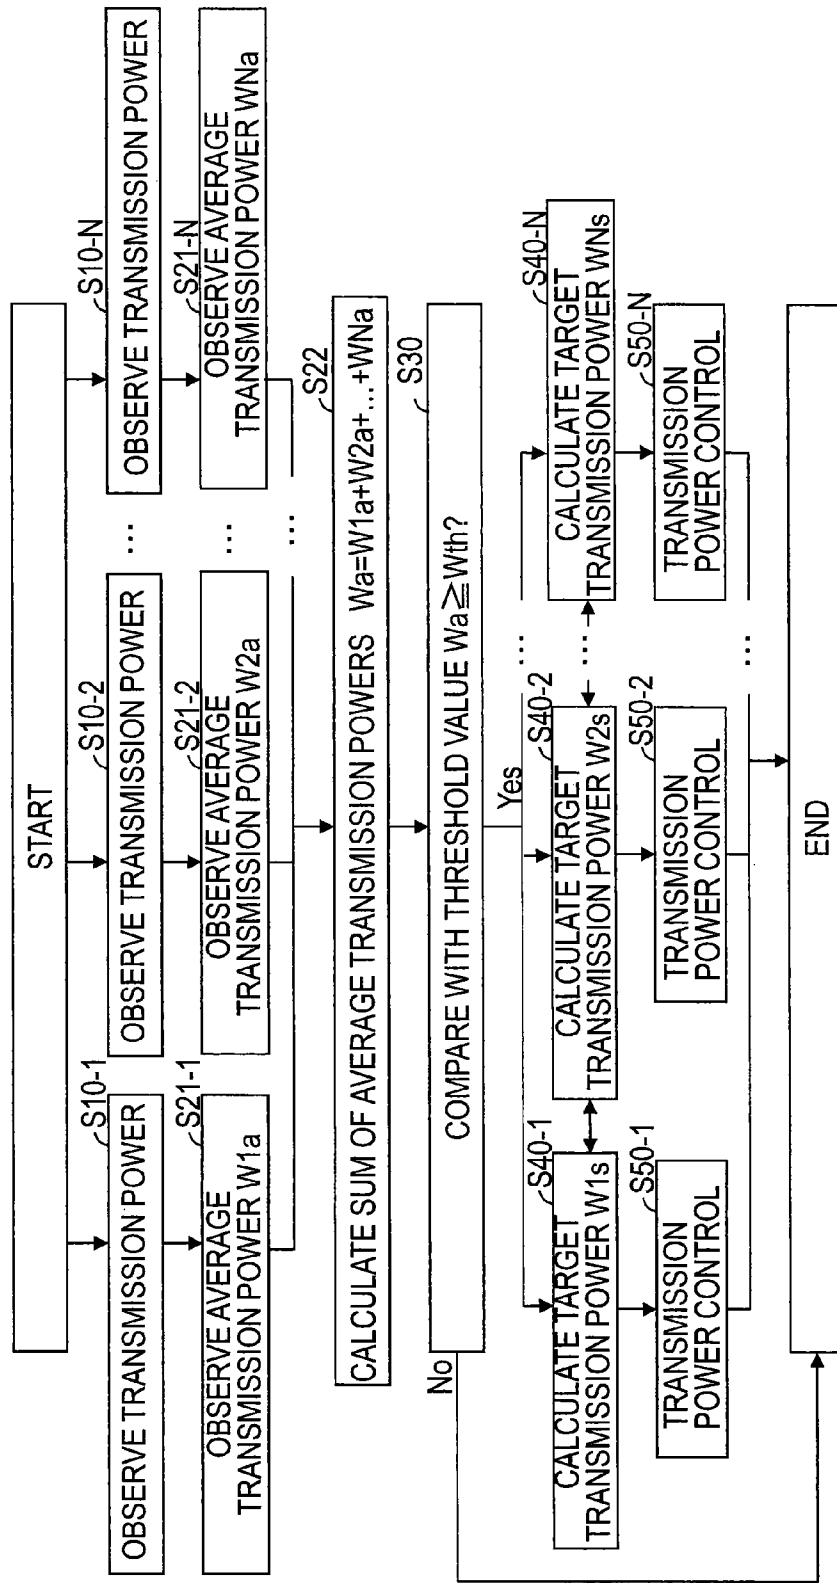 START
S10-1
OBSERVE TRANSMISSION POWER
S10-2
OBSERVE TRANSMISSION POWER
...
S10-N
OBSERVE TRANSMISSION POWER
S21-1
OBSERVE AVERAGE
TRANSMISSION POWER W1a
S21-2
OBSERVE AVERAGE
TRANSMISSION POWER W2a
...
S21-N
OBSERVE AVERAGE
TRANSMISSION POWER WNa
...
S22
CALCULATE SUM OF AVERAGE TRANSMISSION POWERS Wa=W1a+W2a+...+WNa
S30
COMPARE WITH THRESHOLD VALUE Wa≧Wth?
No
Yes
...
S40-1
CALCULATE TARGET
TRANSMISSION POWER W1s
S40-2
CALCULATE TARGET
TRANSMISSION POWER W2s
...
S40-N
CALCULATE TARGET
TRANSMISSION POWER WNs
S50-1
TRANSMISSION
POWER CONTROL
S50-2
TRANSMISSION
POWER CONTROL
...
S50-N
TRANSMISSION
POWER CONTROL
END